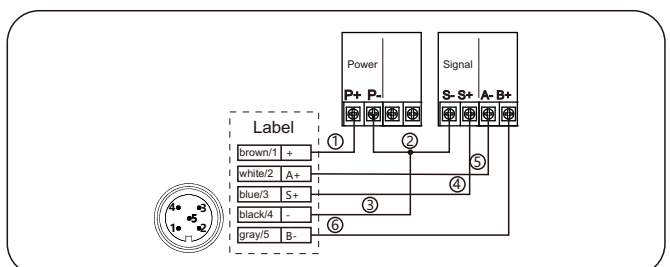 Power
Signal
P+ P-
S- S+ A- B+
Label
①
②
brown/1 +
⑤
white/2 A+
④
blue/3 S+
③
black/4 -
⑥
gray/5 B-
4 3
5
1 2